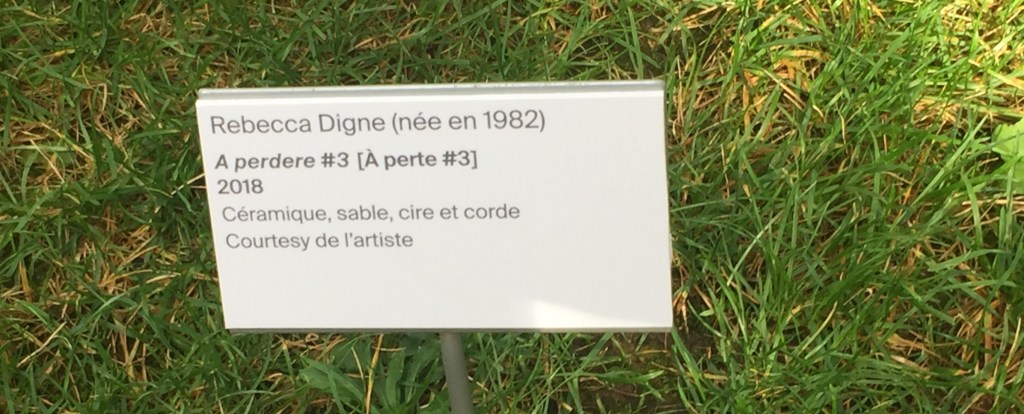 Rebecca Digne (née en 1982)
A perdere #3 [À perte #3]
2018
Céramique, sable, cire et corde
Courtesy de l'artiste